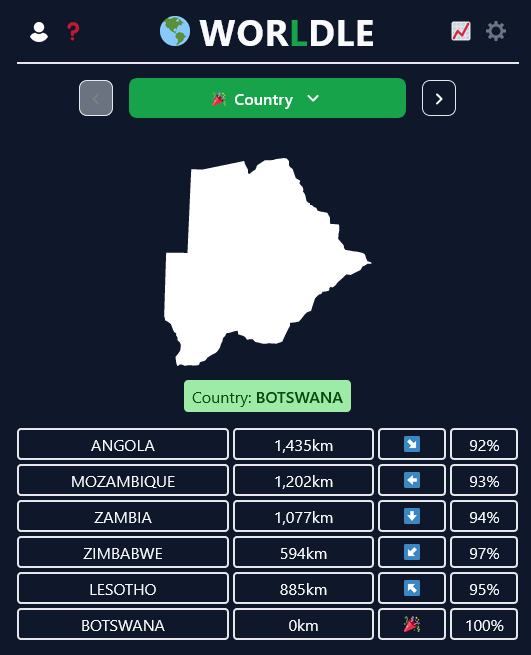 WORLDLE
Country
Country: BOTSWANA
ANGOLA 1,435km 92%
MOZAMBIQUE 1,202km 93%
ZAMBIA 1,077km 94%
ZIMBABWE 594km 97%
LESOTHO 885km 95%
BOTSWANA 0km 100%